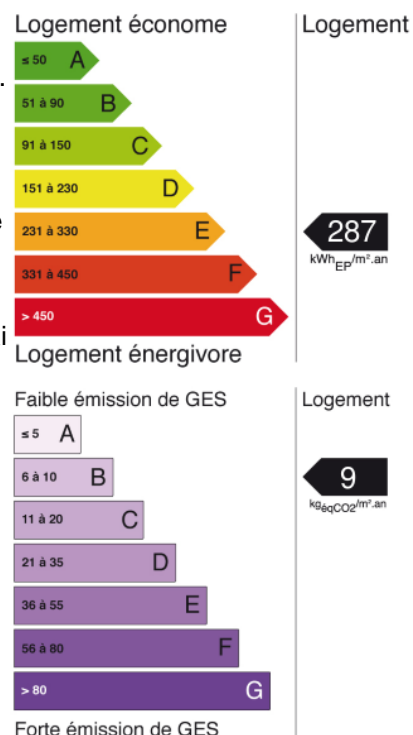 Logement économe
Logement
≤ 50 A
.
51 à 90 B
91 à 150 C
151 à 230 D
e
231 à 330 E
287
kWhEP/m².an
331 à 450 F
> 450 G
i
Logement énergivore
Faible émission de GES
Logement
≤ 5 A
6 à 10 B
9
kgéqCO2/m².an
11 à 20 C
21 à 35 D
36 à 55 E
56 à 80 F
> 80 G
Forte émission de GES